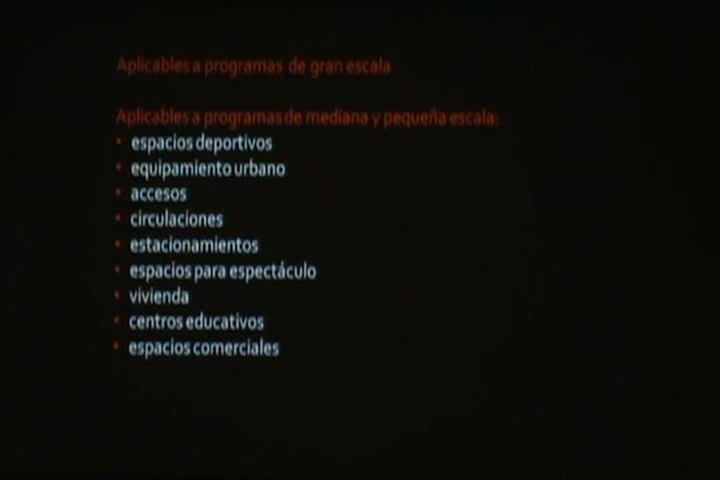 Aplicables a programas de gran escala
Aplicables a programas de mediana y pequeña escala:
• espacios deportivos
• equipamiento urbano
• accesos
• circulaciones
• estacionamientos
• espacios para espectáculo
• vivienda
• centros educativos
• espacios comerciales